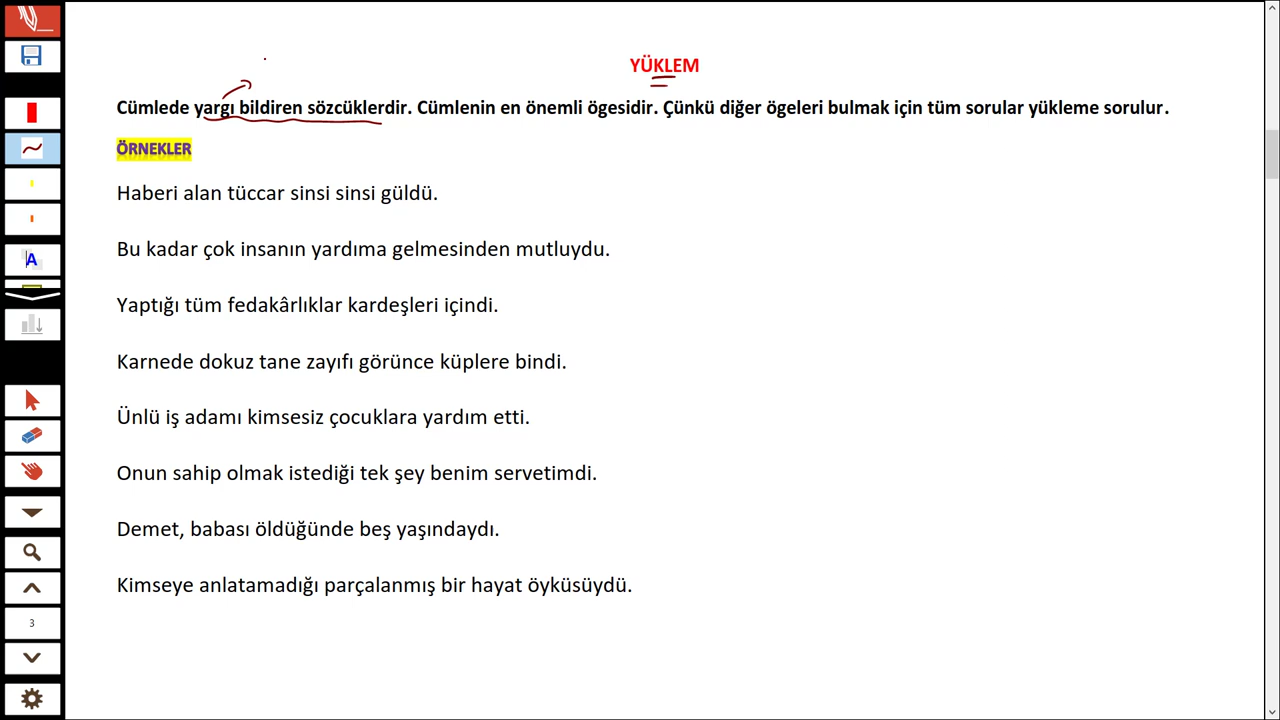 YÜKLEM
Cümlede yargı bildiren sözcüklerdir. Cümlenin en önemli ögesidir. Çünkü diğer ögeleri bulmak için tüm sorular yükleme sorulur.
ÖRNEKLER
Haberi alan tüccar sinsi sinsi güldü.
Bu kadar çok insanın yardıma gelmesinden mutluydu.
Yaptığı tüm fedakârlıklar kardeşleri içindi.
Karnede dokuz tane zayıfı görünce küplere bindi.
Ünlü iş adamı kimsesiz çocuklara yardım etti.
Onun sahip olmak istediği tek şey benim servetimdi.
Demet, babası öldüğünde beş yaşındaydı.
Kimseye anlatamadığı parçalanmış bir hayat öyküsüydü.
A
3